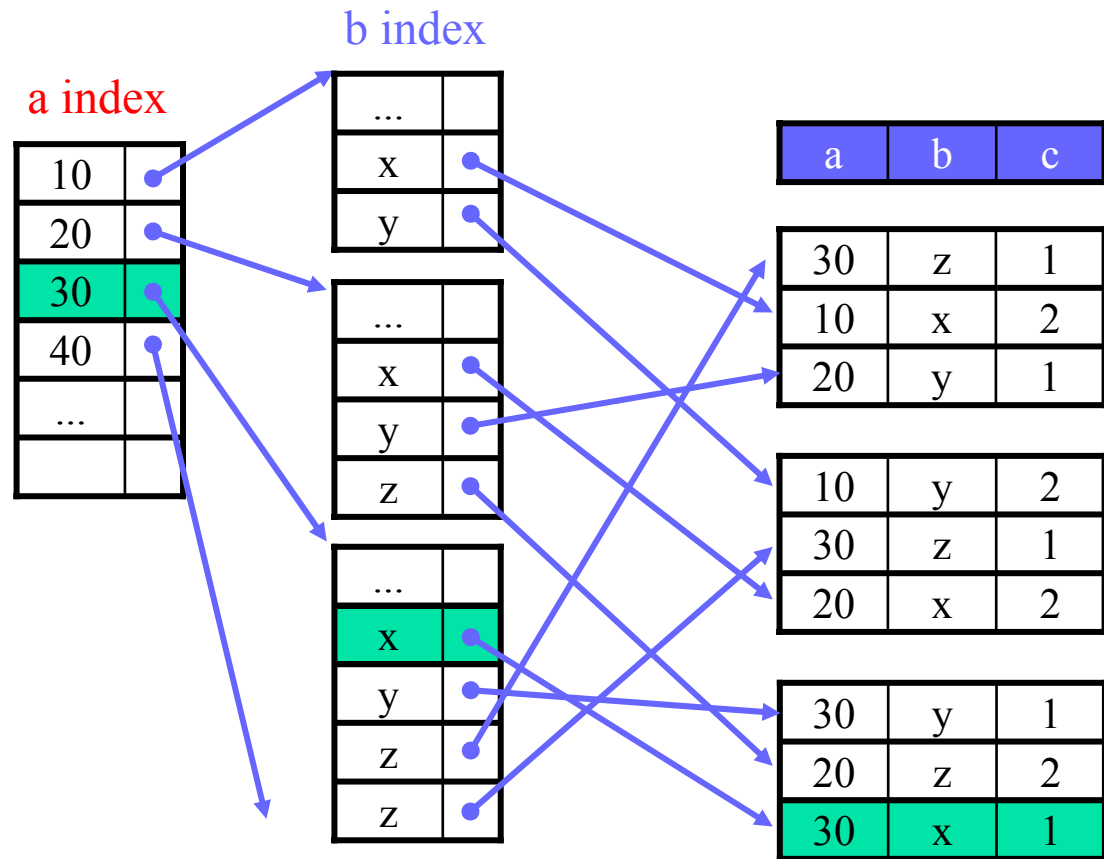 b index
a index
10
20
30
40
...
...
x
y
...
x
y
z
...
x
y
z
z
a b c
30 z 1
10 x 2
20 y 1
10 y 2
30 z 1
20 x 2
30 y 1
20 z 2
30 x 1